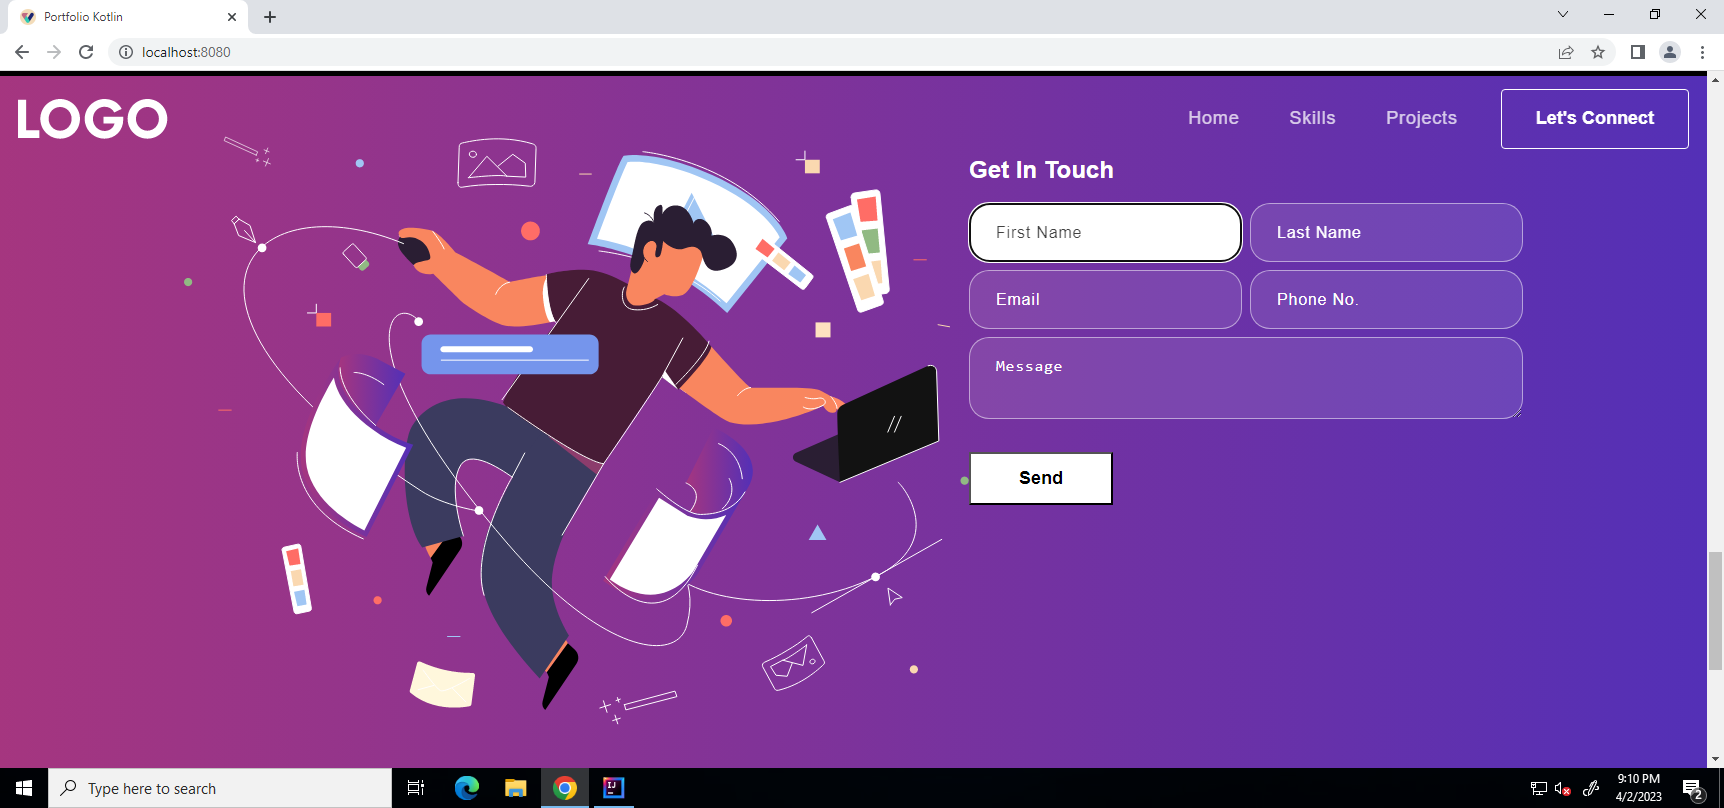 Portfolio Kotlin
localhost:8080
LOGO
Home Skills Projects Let's Connect
Get In Touch
First Name Last Name
Email Phone No.
Message
Send
Type here to search
IJ
9:10 PM
4/2/2023
2